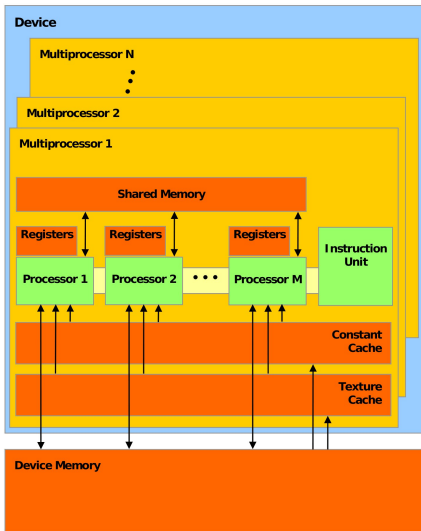 Device
Multiprocessor N
Multiprocessor 2
Multiprocessor 1
Shared Memory
Registers Registers Registers
Instruction
Unit
Processor 1 Processor 2 Processor M
Constant
Cache
Texture
Cache
Device Memory